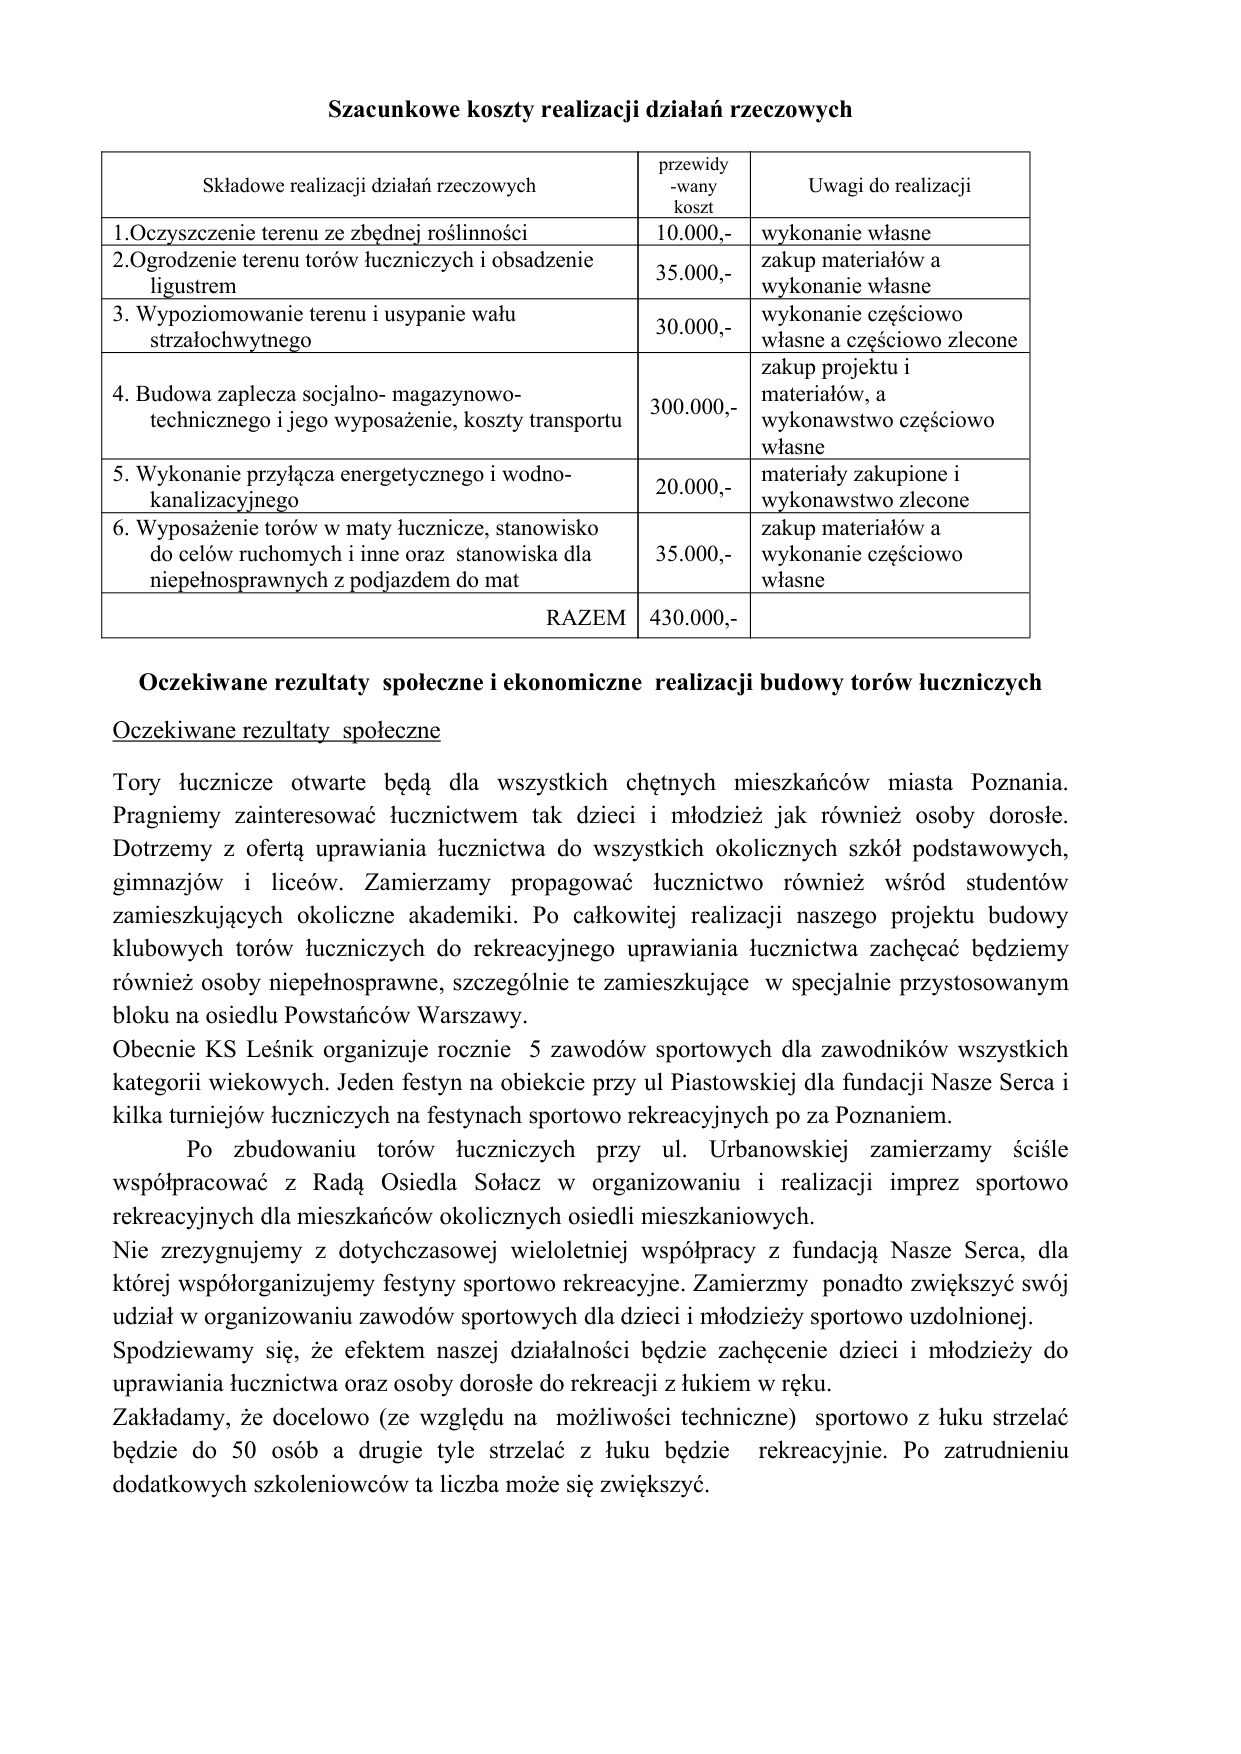 Szacunkowe koszty realizacji działań rzeczowych
Składowe realizacji działań rzeczowych
przewidy
-wany
koszt
Uwagi do realizacji
1.Oczyszczenie terenu ze zbędnej roślinności
10.000,-
wykonanie własne
2.Ogrodzenie terenu torów łuczniczych i obsadzenie
ligustrem
35.000,-
zakup materiałów a
wykonanie własne
3. Wypoziomowanie terenu i usypanie wału
strzałochwytnego
30.000,-
wykonanie częściowo
własne a częściowo zlecone
4. Budowa zaplecza socjalno- magazynowo-
technicznego i jego wyposażenie, koszty transportu
300.000,-
zakup projektu i
materiałów, a
wykonawstwo częściowo
własne
5. Wykonanie przyłącza energetycznego i wodno-
kanalizacyjnego
20.000,-
materiały zakupione i
wykonawstwo zlecone
6. Wyposażenie torów w maty łucznicze, stanowisko
do celów ruchomych i inne oraz  stanowiska dla
niepełnosprawnych z podjazdem do mat
35.000,-
zakup materiałów a
wykonanie częściowo
własne
RAZEM
430.000,-
Oczekiwane rezultaty  społeczne i ekonomiczne  realizacji budowy torów łuczniczych
Oczekiwane rezultaty  społeczne
Tory łucznicze otwarte będą dla wszystkich chętnych mieszkańców miasta Poznania.
Pragniemy zainteresować łucznictwem tak dzieci i młodzież jak również osoby dorosłe.
Dotrzemy z ofertą uprawiania łucznictwa do wszystkich okolicznych szkół podstawowych,
gimnazjów i liceów. Zamierzamy propagować łucznictwo również wśród studentów
zamieszkujących okoliczne akademiki. Po całkowitej realizacji naszego projektu budowy
klubowych torów łuczniczych do rekreacyjnego uprawiania łucznictwa zachęcać będziemy
również osoby niepełnosprawne, szczególnie te zamieszkujące  w specjalnie przystosowanym
bloku na osiedlu Powstańców Warszawy.
Obecnie KS Leśnik organizuje rocznie  5 zawodów sportowych dla zawodników wszystkich
kategorii wiekowych. Jeden festyn na obiekcie przy ul Piastowskiej dla fundacji Nasze Serca i
kilka turniejów łuczniczych na festynach sportowo rekreacyjnych po za Poznaniem.
Po zbudowaniu torów łuczniczych przy ul. Urbanowskiej zamierzamy ściśle
współpracować z Radą Osiedla Sołacz w organizowaniu i realizacji imprez sportowo
rekreacyjnych dla mieszkańców okolicznych osiedli mieszkaniowych.
Nie zrezygnujemy z dotychczasowej wieloletniej współpracy z fundacją Nasze Serca, dla
której współorganizujemy festyny sportowo rekreacyjne. Zamierzmy  ponadto zwiększyć swój
udział w organizowaniu zawodów sportowych dla dzieci i młodzieży sportowo uzdolnionej.
Spodziewamy się, że efektem naszej działalności będzie zachęcenie dzieci i młodzieży do
uprawiania łucznictwa oraz osoby dorosłe do rekreacji z łukiem w ręku.
Zakładamy, że docelowo (ze względu na  możliwości techniczne)  sportowo z łuku strzelać
będzie do 50 osób a drugie tyle strzelać z łuku będzie  rekreacyjnie. Po zatrudnieniu
dodatkowych szkoleniowców ta liczba może się zwiększyć.